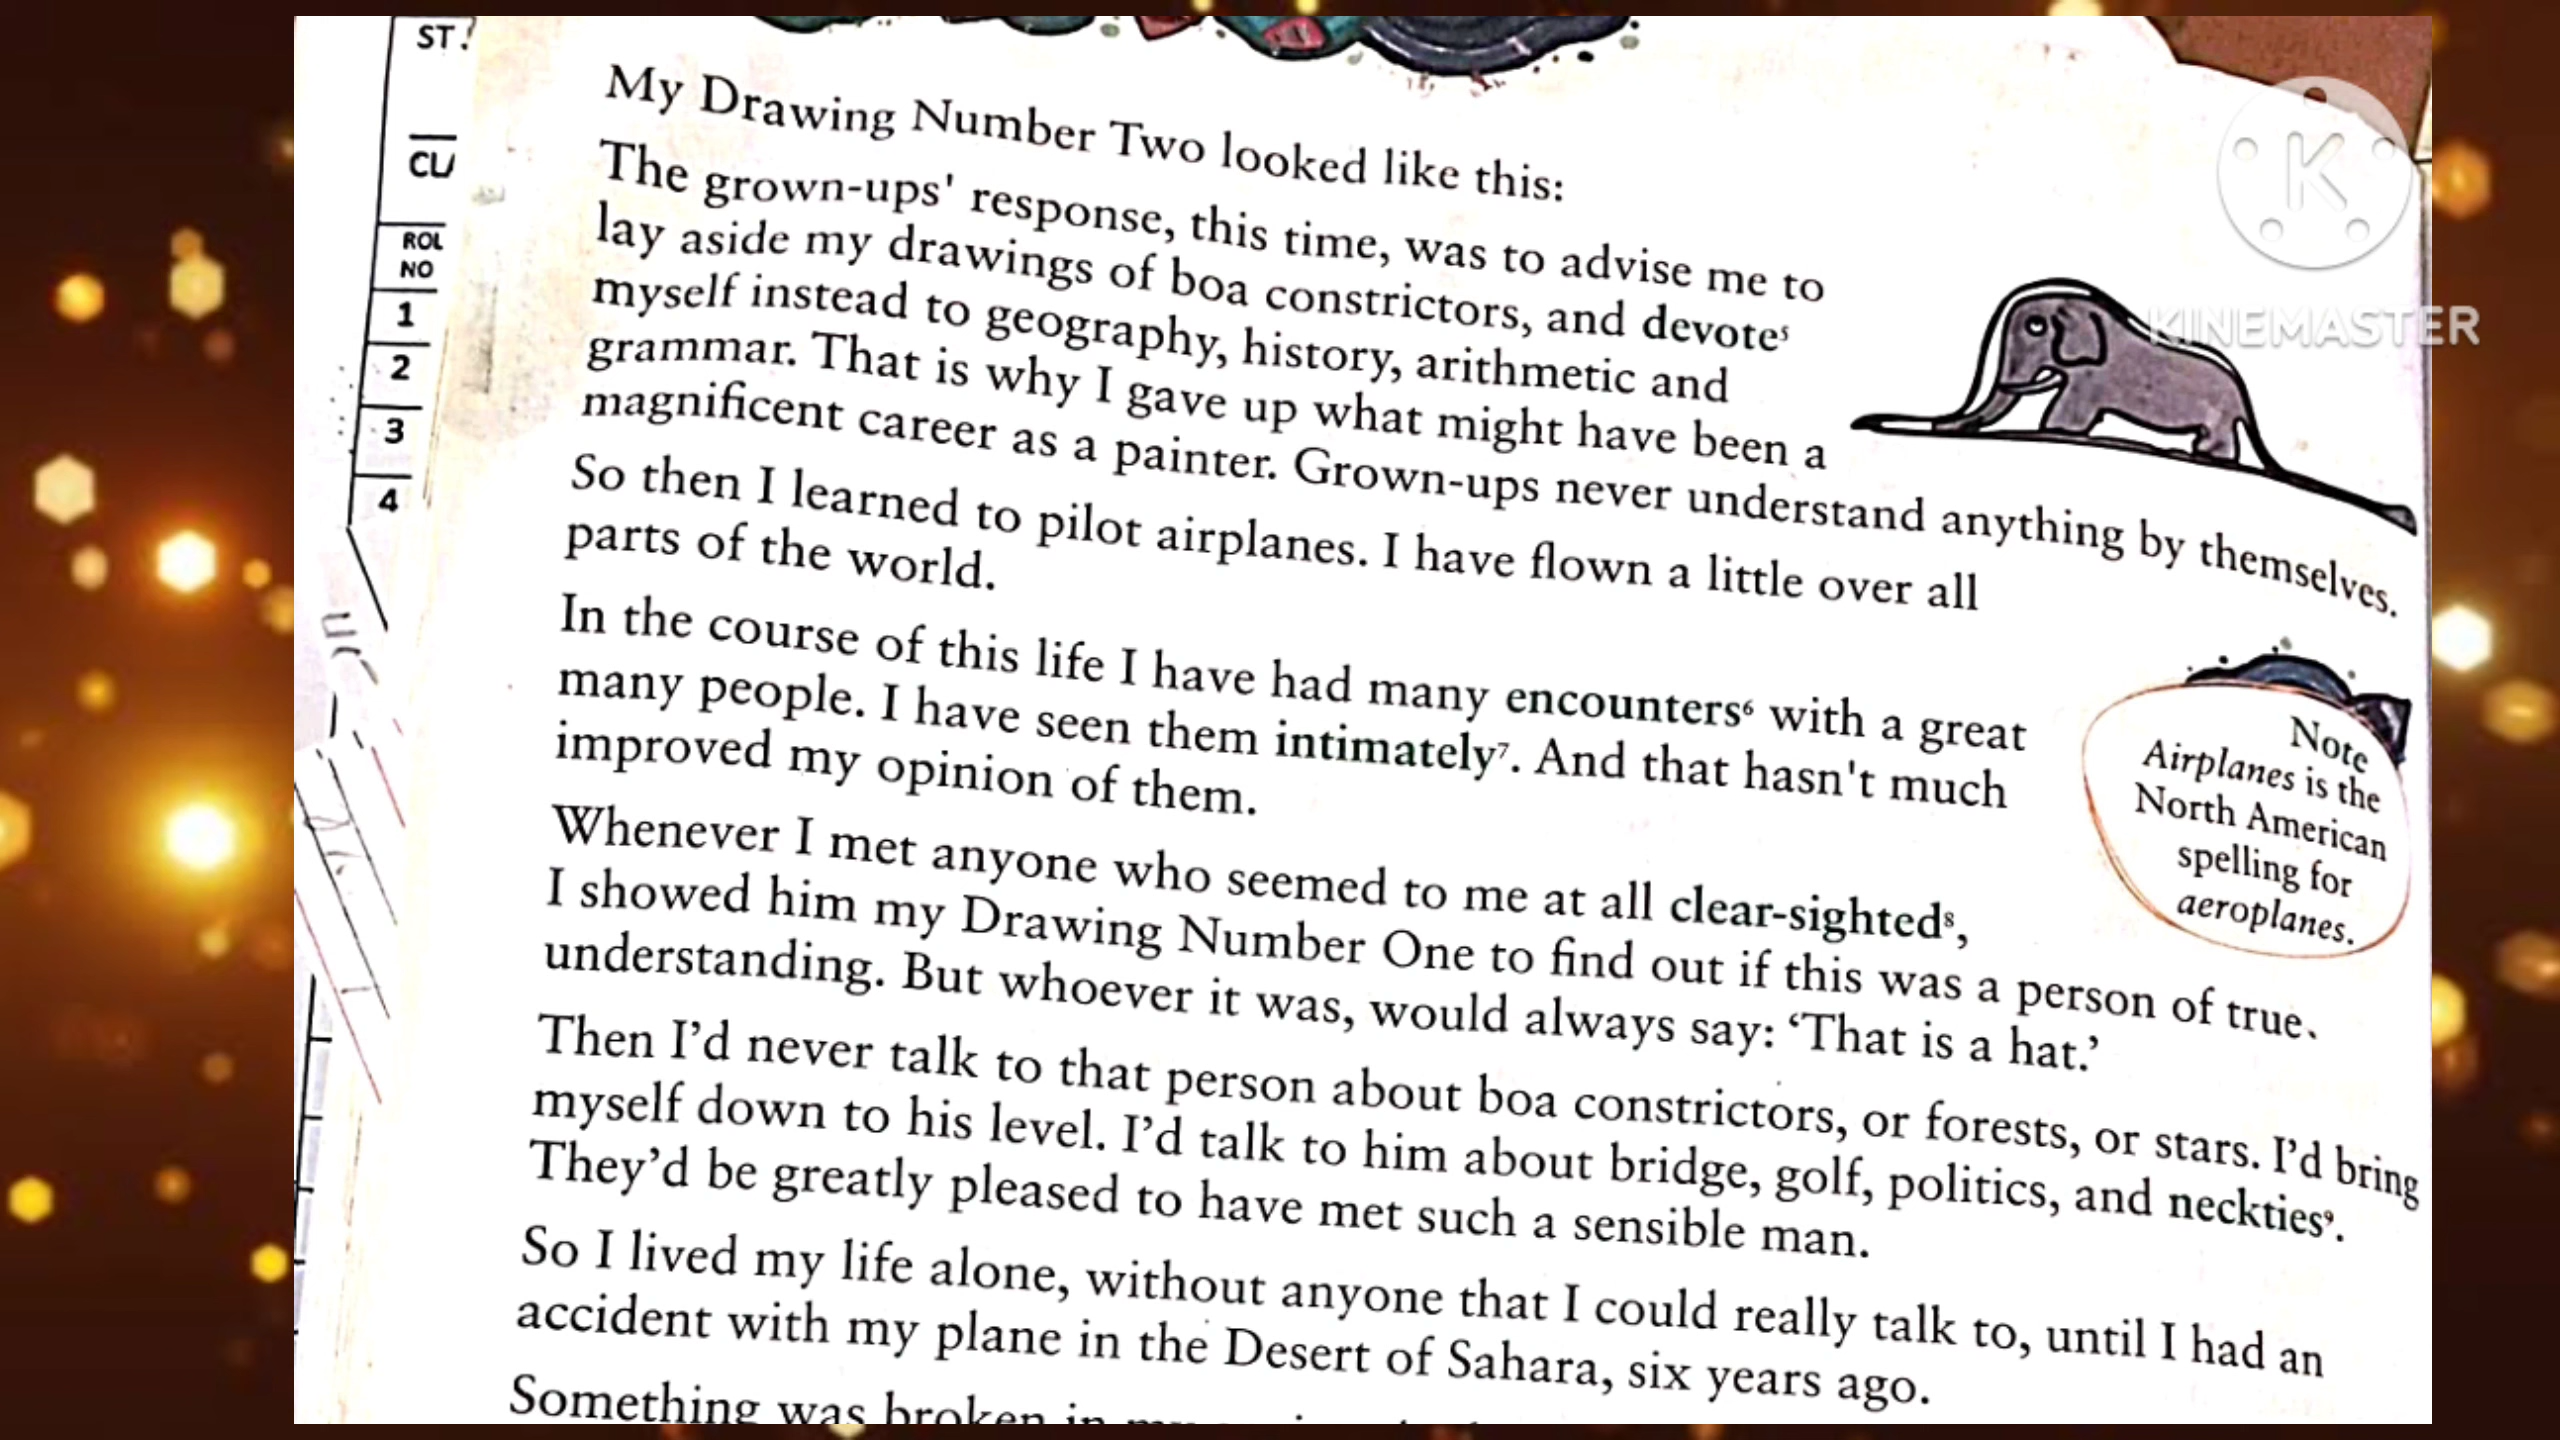 ST.
CL
ROL
NO
1
2
3
4
My Drawing Number Two looked like this:
The grown-ups' response, this time, was to advise me to
lay aside my drawings of boa constrictors, and devote⁵
myself instead to geography, history, arithmetic and
grammar. That is why I gave up what might have been a
magnificent career as a painter. Grown-ups never understand anything by themselves.
So then I learned to pilot airplanes. I have flown a little over all
parts of the world.
In the course of this life I have had many encounters⁶ with a great
many people. I have seen them intimately⁷. And that hasn't much
improved my opinion of them.
Whenever I met anyone who seemed to me at all clear-sighted⁸,
I showed him my Drawing Number One to find out if this was a person of true
understanding. But whoever it was, would always say: ‘That is a hat.’
Then I’d never talk to that person about boa constrictors, or forests, or stars. I’d bring
myself down to his level. I’d talk to him about bridge, golf, politics, and neckties⁹.
They’d be greatly pleased to have met such a sensible man.
So I lived my life alone, without anyone that I could really talk to, until I had an
accident with my plane in the Desert of Sahara, six years ago.
Something was broken in my
Note
Airplanes is the
North American
spelling for
aeroplanes.
K
KINEMASTER